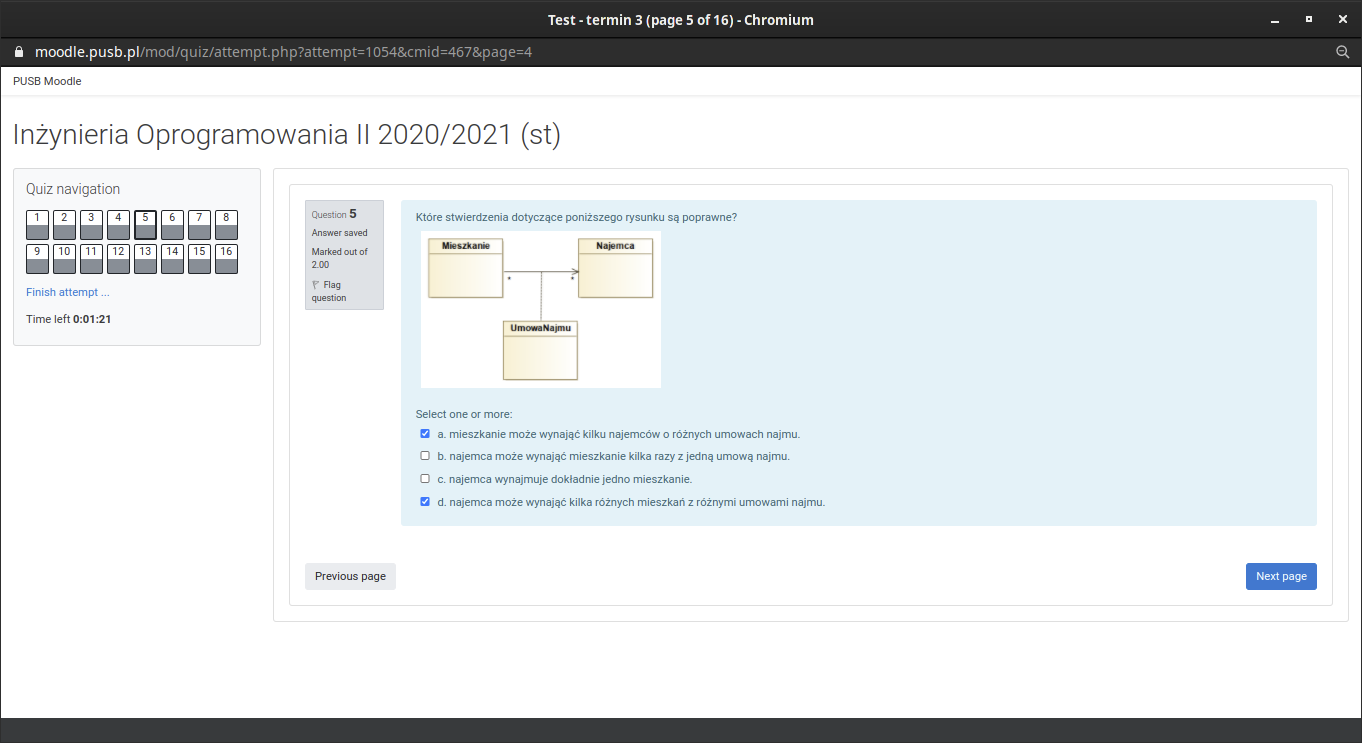 Test - termin 3 (page 5 of 16) - Chromium
moodle.pusb.pl/mod/quiz/attempt.php?attempt=1054&cmid=467&page=4
PUSB Moodle
Inżynieria Oprogramowania II 2020/2021 (st)
Quiz navigation
1 2 3 4 5 6 7 8
9 10 11 12 13 14 15 16
Finish attempt ...
Time left 0:01:21
Question 5
Answer saved
Marked out of
2.00
Flag
question
Które stwierdzenia dotyczące poniższego rysunku są poprawne?
Mieszkanie
Najemca
* *
UmowaNajmu
Select one or more:
a. mieszkanie może wynająć kilku najemców o różnych umowach najmu.
b. najemca może wynająć mieszkanie kilka razy z jedną umową najmu.
c. najemca wynajmuje dokładnie jedno mieszkanie.
d. najemca może wynająć kilka różnych mieszkań z różnymi umowami najmu.
Previous page
Next page